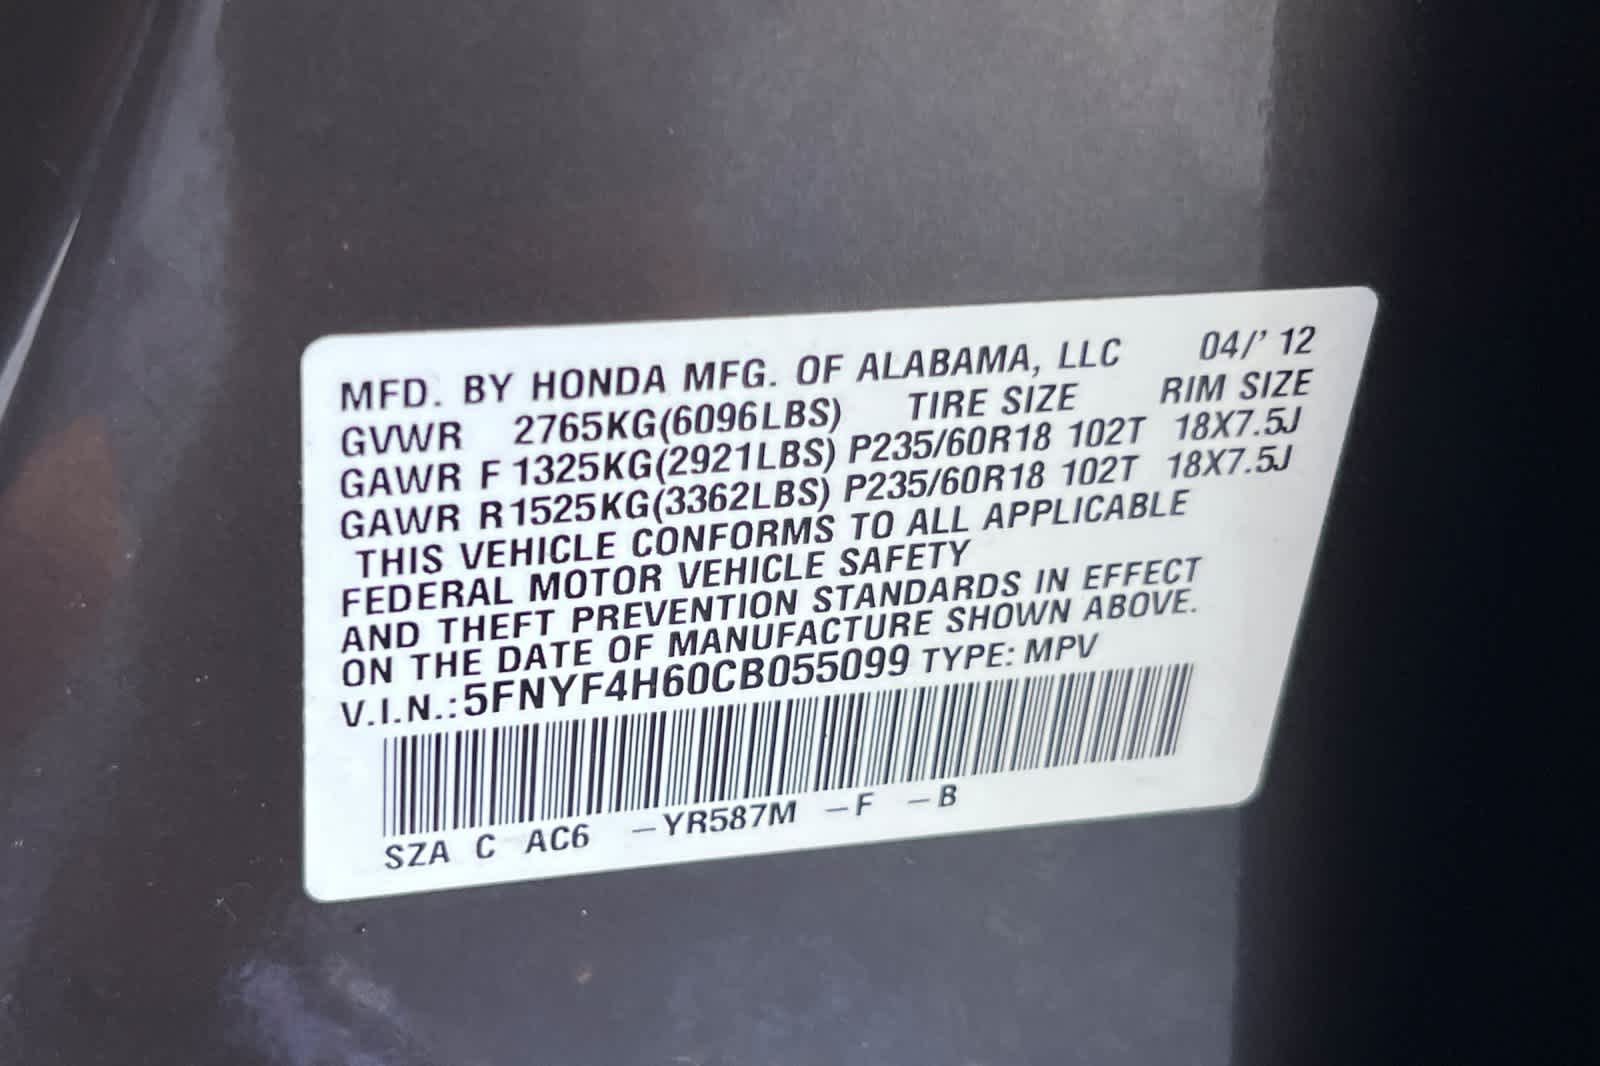 MFD. BY HONDA MFG. OF ALABAMA, LLC 04/' 12
GVWR 2765KG(6096LBS) TIRE SIZE RIM SIZE
GAWR F 1325KG(2921LBS) P235/60R18 102T 18X7.5J
GAWR R1525KG(3362LBS) P235/60R18 102T 18X7.5J
THIS VEHICLE CONFORMS TO ALL APPLICABLE
FEDERAL MOTOR VEHICLE SAFETY
AND THEFT PREVENTION STANDARDS IN EFFECT
ON THE DATE OF MANUFACTURE SHOWN ABOVE.
V.I.N.:5FNYF4H60CB055099 TYPE: MPV
SZA C AC6 –YR587M –F –B